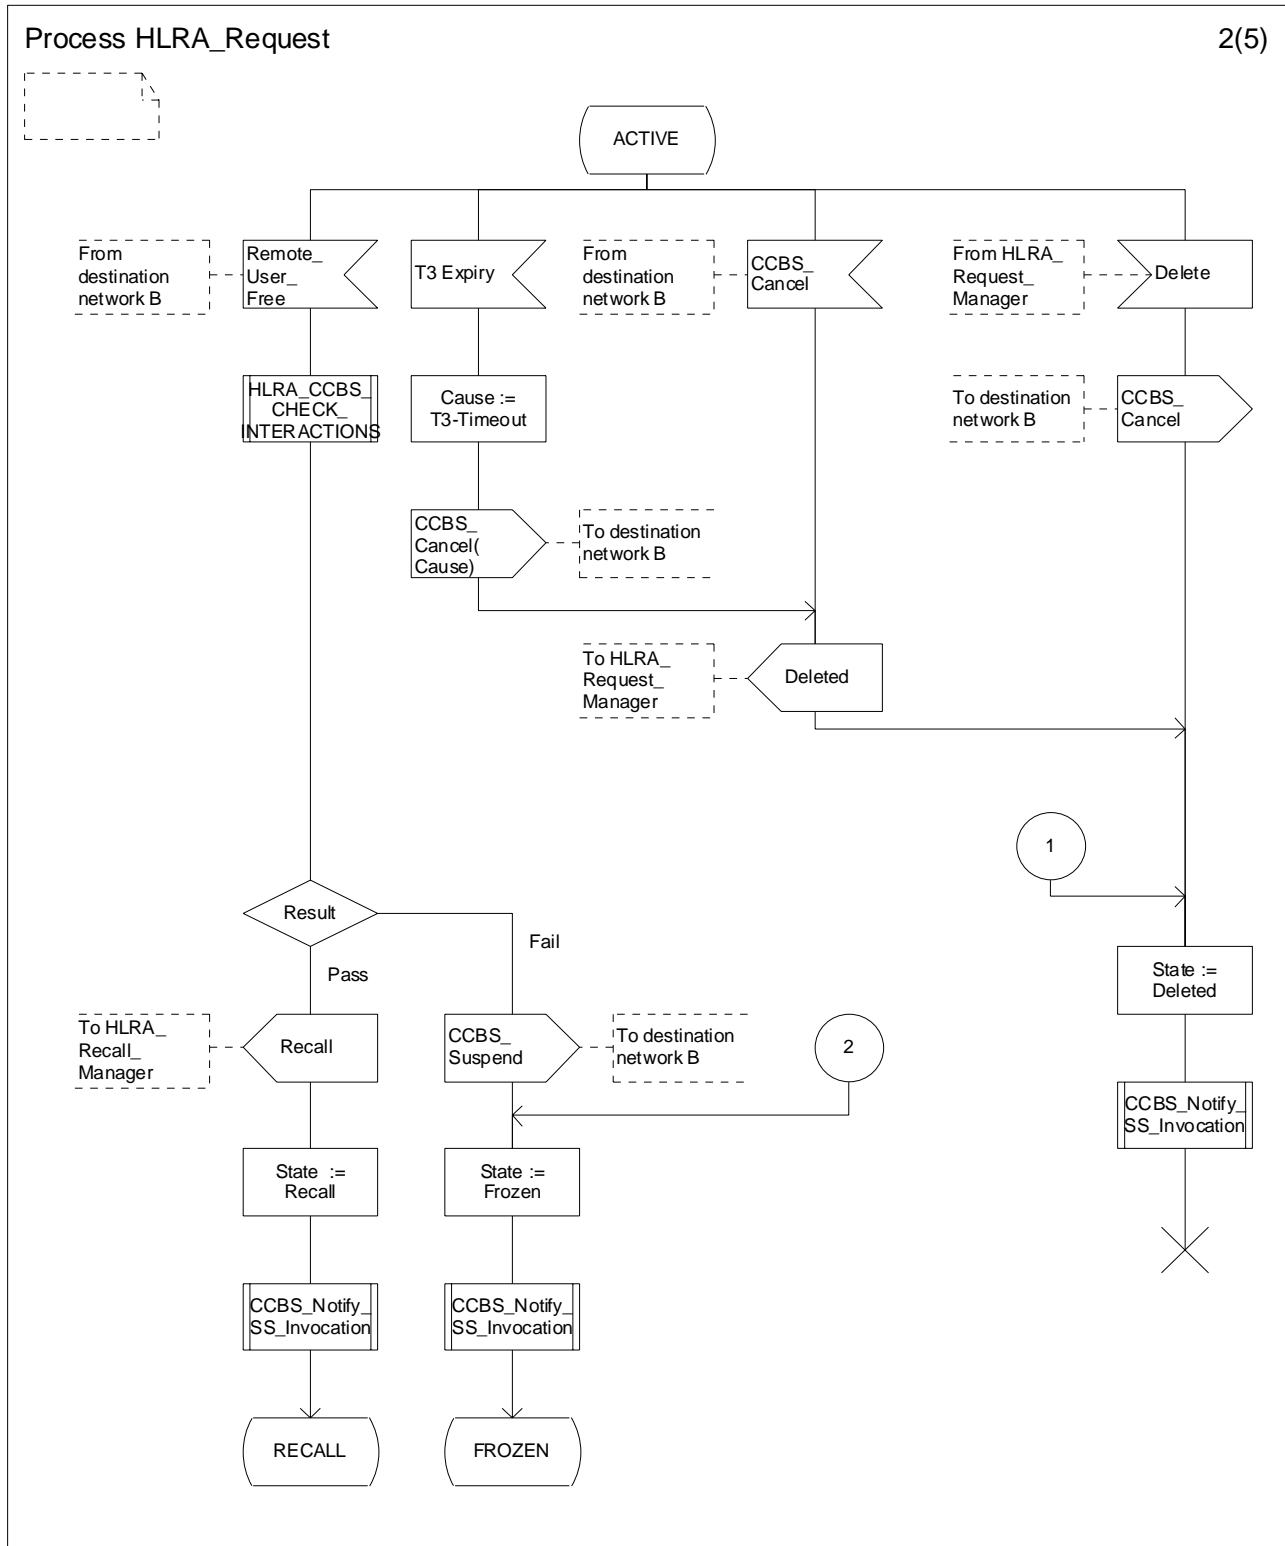 Process HLRA_Request
2(5)
ACTIVE
From
destination
network B
Remote_
User_
Free
T3 Expiry
From
destination
network B
CCBS_
Cancel
From HLRA_
Request_
Manager
Delete
HLRA_CCBS_
CHECK_
INTERACTIONS
Cause :=
T3-Timeout
To destination
network B
CCBS_
Cancel
CCBS_
Cancel(
Cause)
To destination
network B
To HLRA_
Request_
Manager
Deleted
1
Result
Fail
Pass
State :=
Deleted
To HLRA_
Recall_
Manager
Recall
CCBS_
Suspend
To destination
network B
2
CCBS_Notify_
SS_Invocation
State :=
Recall
State :=
Frozen
CCBS_Notify_
SS_Invocation
CCBS_Notify_
SS_Invocation
RECALL
FROZEN